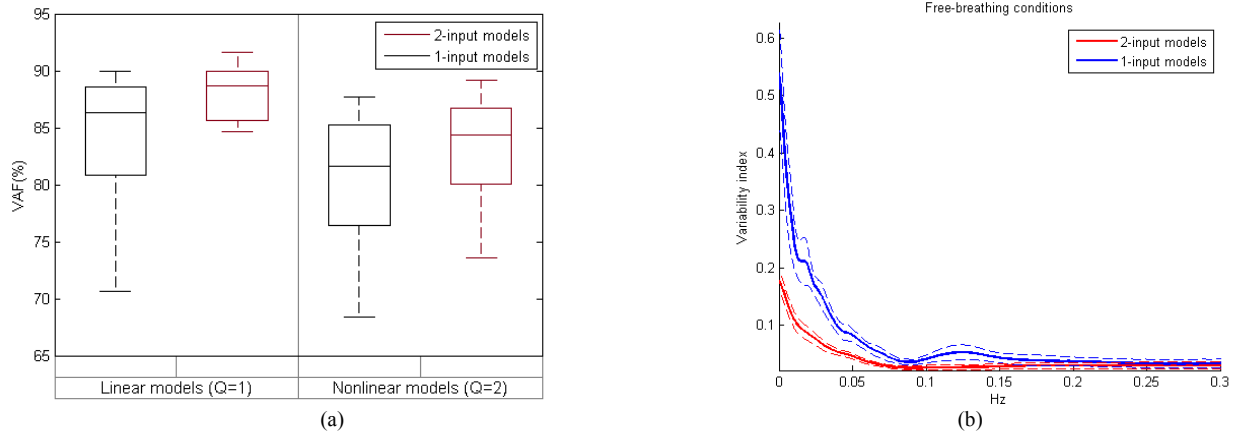 95
90
85
80
75
70
65
VAF(%)
2-input models
1-input models
Linear models (Q=1)
Nonlinear models (Q=2)
(a)
Free-breathing conditions
0.6
0.5
0.4
0.3
0.2
0.1
Variability index
2-input models
1-input models
0
0.05
0.1
0.15
0.2
0.25
0.3
Hz
(b)